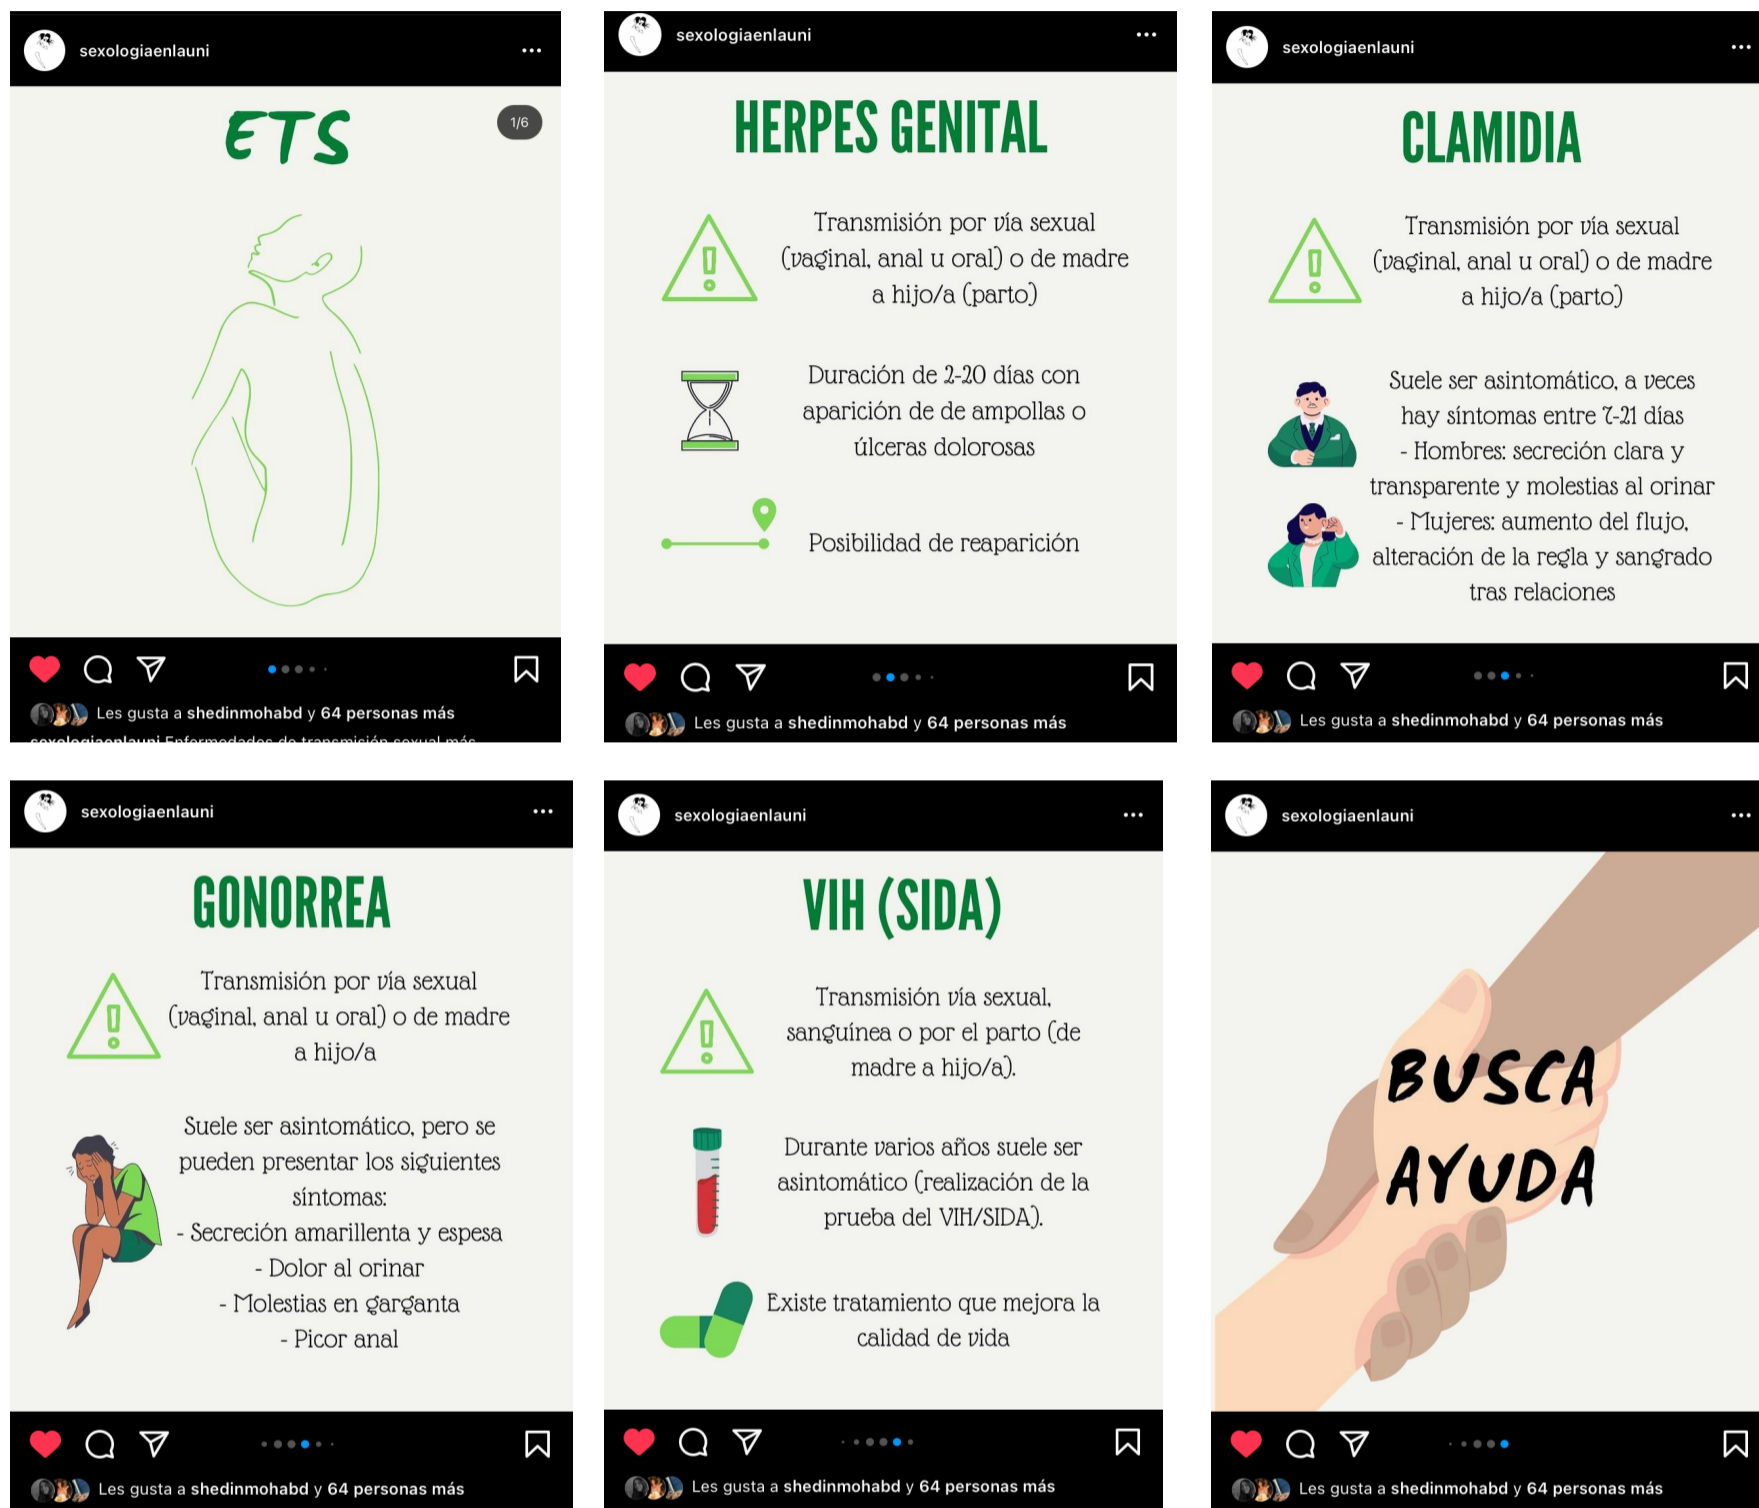 sexologiaenlauni
ETS
1/6
Les gusta a shedinmohabd y 64 personas más
sexologiaenlauni Enfermedades de transmisión sexual más
sexologiaenlauni
HERPES GENITAL
Transmisión por vía sexual
(vaginal, anal u oral) o de madre
a hijo/a (parto)
Duración de 2-20 días con
aparición de de ampollas o
úlceras dolorosas
Posibilidad de reaparición
Les gusta a shedinmohabd y 64 personas más
sexologiaenlauni
CLAMIDIA
Transmisión por vía sexual
(vaginal, anal u oral) o de madre
a hijo/a (parto)
Suele ser asintomático, a veces
hay síntomas entre 7-21 días
- Hombres: secreción clara y
transparente y molestias al orinar
- Mujeres: aumento del flujo,
alteración de la regla y sangrado
tras relaciones
Les gusta a shedinmohabd y 64 personas más
sexologiaenlauni
GONORREA
Transmisión por vía sexual
(vaginal, anal u oral) o de madre
a hijo/a
Suele ser asintomático, pero se
pueden presentar los siguientes
síntomas:
- Secreción amarillenta y espesa
- Dolor al orinar
- Molestias en garganta
- Picor anal
Les gusta a shedinmohabd y 64 personas más
sexologiaenlauni
VIH (SIDA)
Transmisión vía sexual,
sanguínea o por el parto (de
madre a hijo/a).
Durante varios años suele ser
asintomático (realización de la
prueba del VIH/SIDA).
Existe tratamiento que mejora la
calidad de vida
Les gusta a shedinmohabd y 64 personas más
sexologiaenlauni
BUSCA
AYUDA
Les gusta a shedinmohabd y 64 personas más